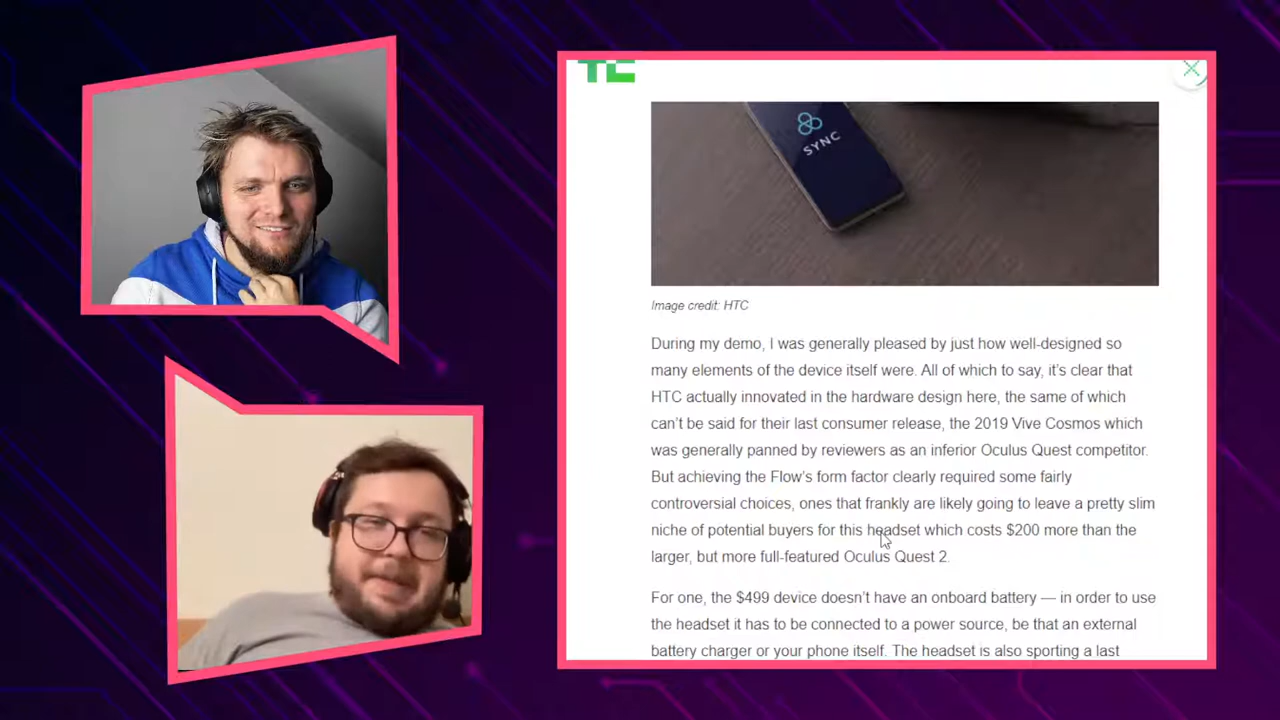 TC
SYNC
Image credit: HTC
During my demo, I was generally pleased by just how well-designed so
many elements of the device itself were. All of which to say, it's clear that
HTC actually innovated in the hardware design here, the same of which
can't be said for their last consumer release, the 2019 Vive Cosmos which
was generally panned by reviewers as an inferior Oculus Quest competitor.
But achieving the Flow's form factor clearly required some fairly
controversial choices, ones that frankly are likely going to leave a pretty slim
niche of potential buyers for this headset which costs $200 more than the
larger, but more full-featured Oculus Quest 2.
For one, the $499 device doesn't have an onboard battery — in order to use
the headset it has to be connected to a power source, be that an external
battery charger or your phone itself. The headset is also sporting a last